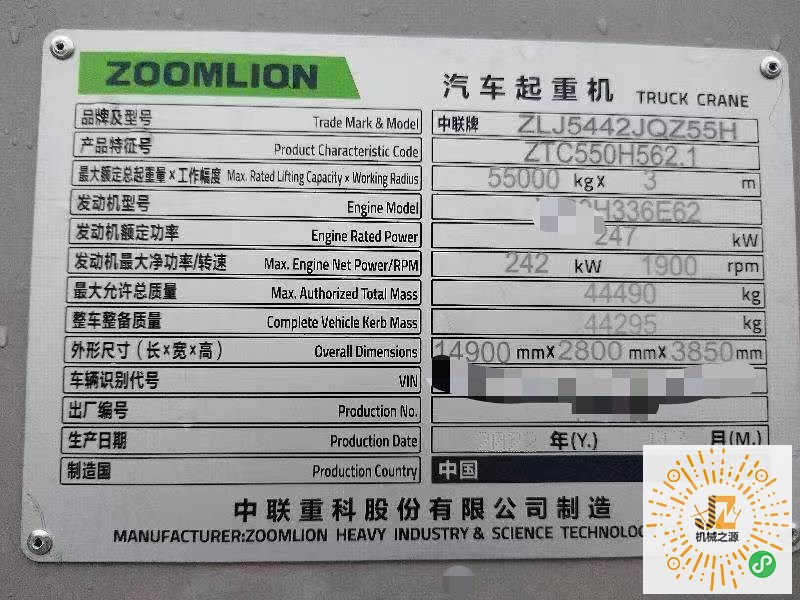 ZOOMLION 汽车起重机 TRUCK CRANE
品牌及型号 Trade Mark & Model 中联牌 ZLJ5442JQZ55H
产品特征号 Product Characteristic Code ZTC550H562.1
最大额定总起重量×工作幅度 Max. Rated Lifting Capacity × Working Radius 55000 kg× 3 m
发动机型号 Engine Model H336E62
发动机额定功率 Engine Rated Power 247 kW
发动机最大净功率/转速 Max. Engine Net Power/RPM 242 kW 1900 rpm
最大允许总质量 Max. Authorized Total Mass 44490 kg
整车整备质量 Complete Vehicle Kerb Mass 44295 kg
外形尺寸（长×宽×高） Overall Dimensions 14900 mm× 2800 mm× 3850 mm
车辆识别代号 VIN
出厂编号 Production No.
生产日期 Production Date 年(Y.) 月(M.)
制造国 Production Country 中国
中联重科股份有限公司制造
MANUFACTURER:ZOOMLION HEAVY INDUSTRY & SCIENCE
JZ
机械之源